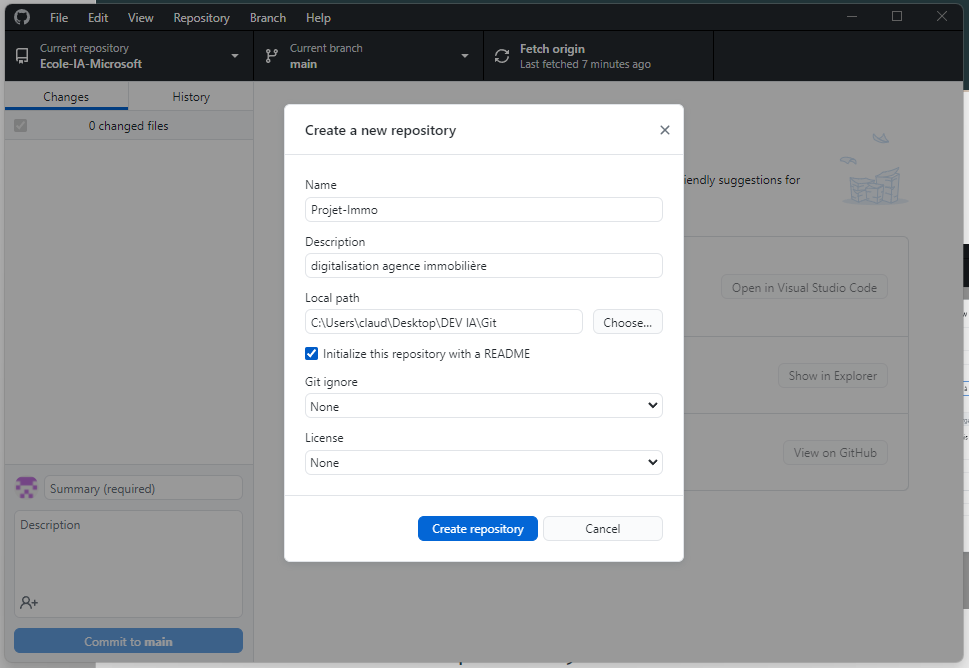 File Edit View Repository Branch Help
Current repository
Ecole-IA-Microsoft
Current branch
main
Fetch origin
Last fetched 7 minutes ago
Changes
History
0 changed files
Create a new repository
Name
Projet-Immo
Description
digitalisation agence immobilière
Local path
C:\Users\claud\Desktop\DEV IA\Git
Choose...
Initialize this repository with a README
Git ignore
None
License
None
Create repository
Cancel
iendly suggestions for
Open in Visual Studio Code
Show in Explorer
View on GitHub
Summary (required)
Description
Commit to main